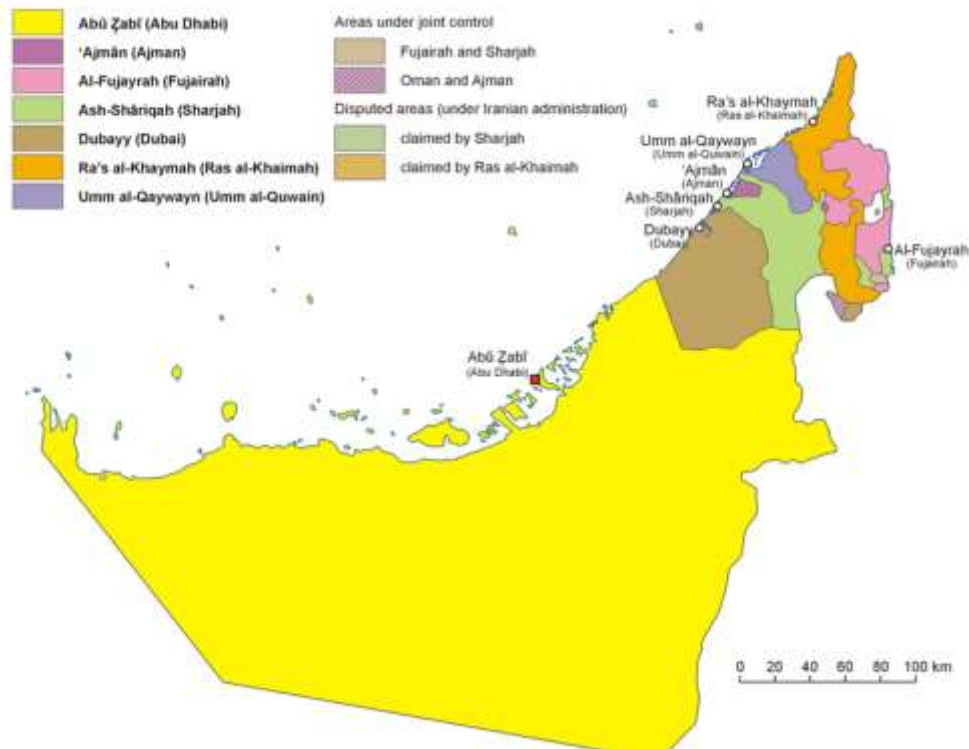 Abū Z̧abī (Abu Dhabi)
'Ajmān (Ajman)
Al-Fujayrah (Fujairah)
Ash-Shāriqah (Sharjah)
Dubayy (Dubai)
Ra's al-Khaymah (Ras al-Khaimah)
Umm al-Qaywayn (Umm al-Quwain)
Areas under joint control
Fujairah and Sharjah
Oman and Ajman
Disputed areas (under Iranian administration)
claimed by Sharjah
claimed by Ras al-Khaimah
Ra's al-Khaymah
(Ras al-Khaimah)
Umm al-Qaywayn
(Umm al-Quwain)
'Ajmān
(Ajman)
Ash-Shāriqah
(Sharjah)
Dubayy
(Dubai)
Al-Fujayrah
(Fujairah)
Abū Z̧abī
(Abu Dhabi)
0 20 40 60 80 100 km